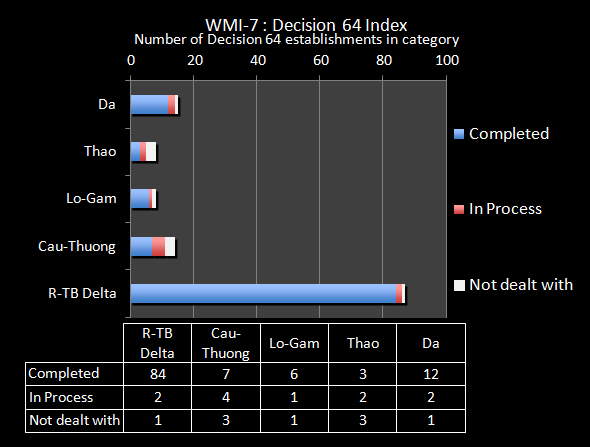 WMI-7 : Decision 64 Index
Number of Decision 64 establishments in category
0 20 40 60 80 100
Da
Thao
Lo-Gam
Cau-Thuong
R-TB Delta
Completed
In Process
Not dealt with
R-TB Delta Cau-Thuong Lo-Gam Thao Da
Completed 84 7 6 3 12
In Process 2 4 1 2 2
Not dealt with 1 3 1 3 1